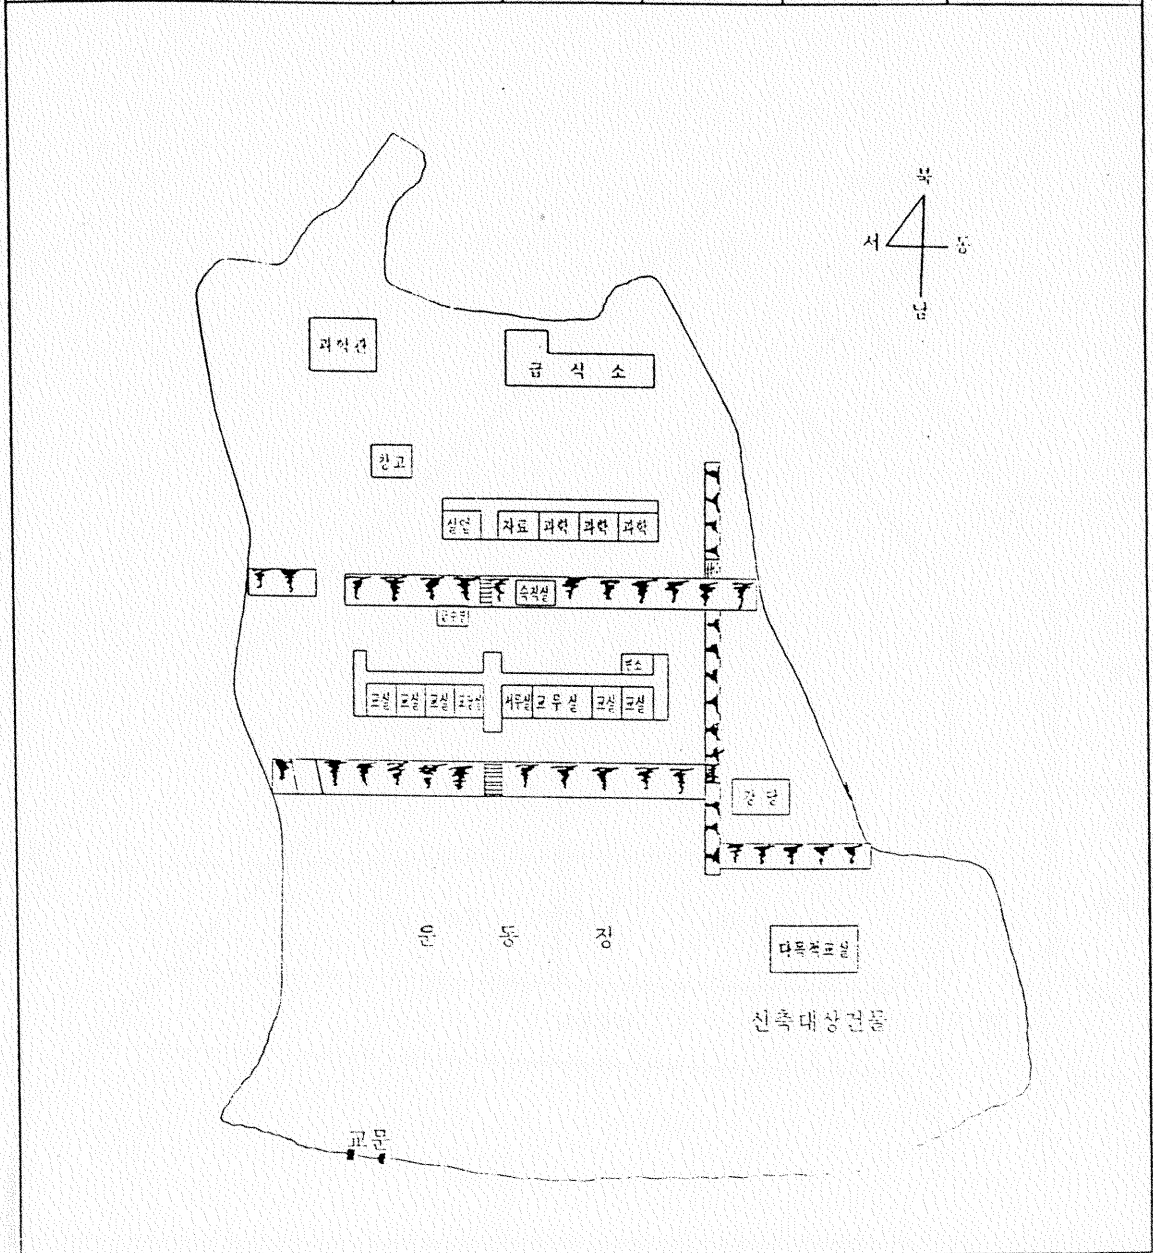 북
서 동
남
과학관
급 식 소
창고
실업 자료 과학 과학 과학
숙직실
변소
교실 교실 교실 서무실 교 무 실 교실 교실
강 당
운 동 장
다목적교실
신축대상건물
교문